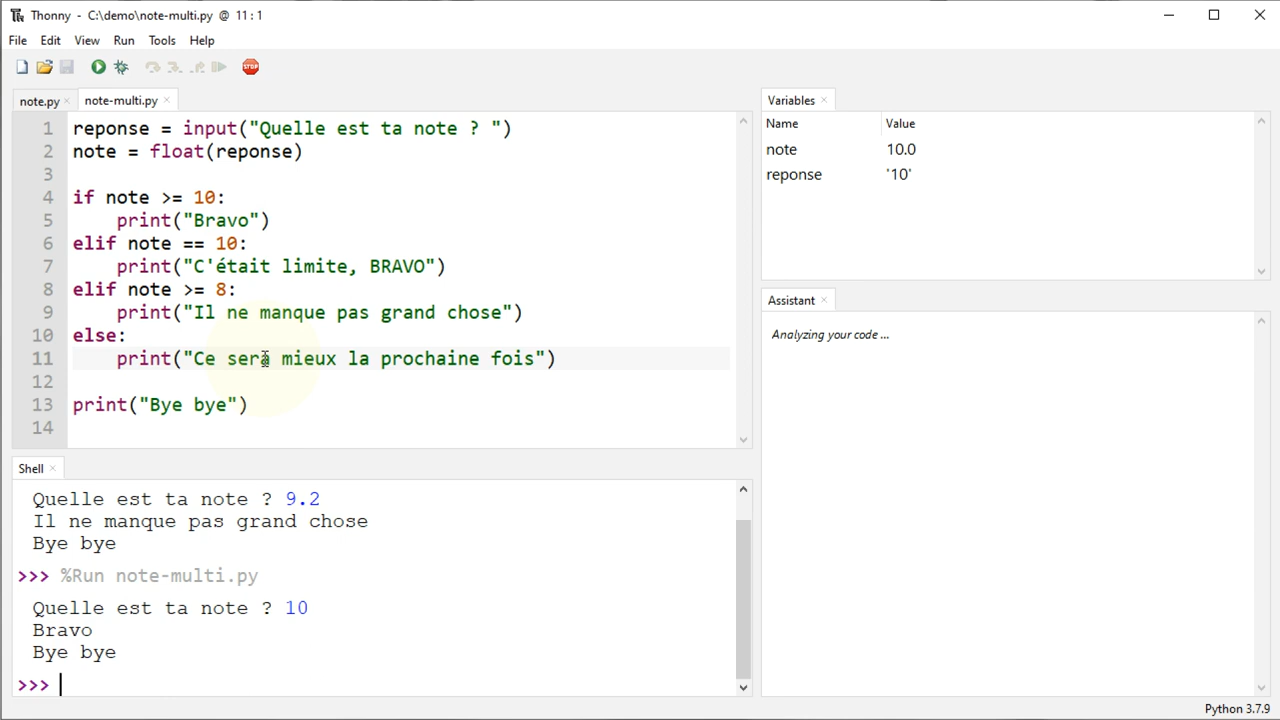 Thonny - C:\demo\note-multi.py @ 11:1
File Edit View Run Tools Help
STOP
note.py × note-multi.py ×
1 reponse = input("Quelle est ta note ? ")
2 note = float(reponse)
3
4 if note >= 10:
5     print("Bravo")
6 elif note == 10:
7     print("C'était limite, BRAVO")
8 elif note >= 8:
9     print("Il ne manque pas grand chose")
10 else:
11     print("Ce sera mieux la prochaine fois")
12
13 print("Bye bye")
14
Shell ×
Quelle est ta note ? 9.2
Il ne manque pas grand chose
Bye bye
>>> %Run note-multi.py
Quelle est ta note ? 10
Bravo
Bye bye
>>>
Variables ×
Name Value
note 10.0
reponse '10'
Assistant ×
Analyzing your code ...
Python 3.7.9